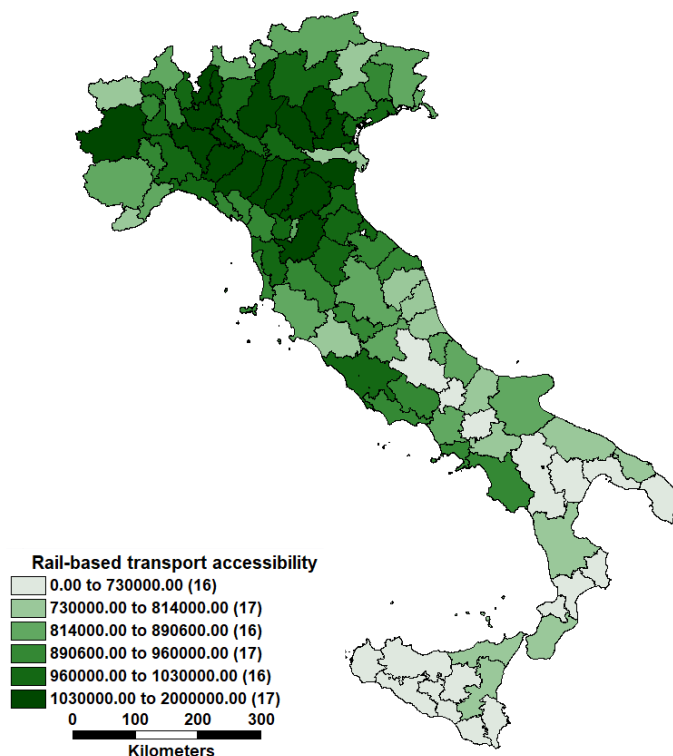 Rail-based transport accessibility
0.00 to 730000.00 (16)
730000.00 to 814000.00 (17)
814000.00 to 890600.00 (16)
890600.00 to 960000.00 (17)
960000.00 to 1030000.00 (16)
1030000.00 to 2000000.00 (17)
0 100 200 300
Kilometers